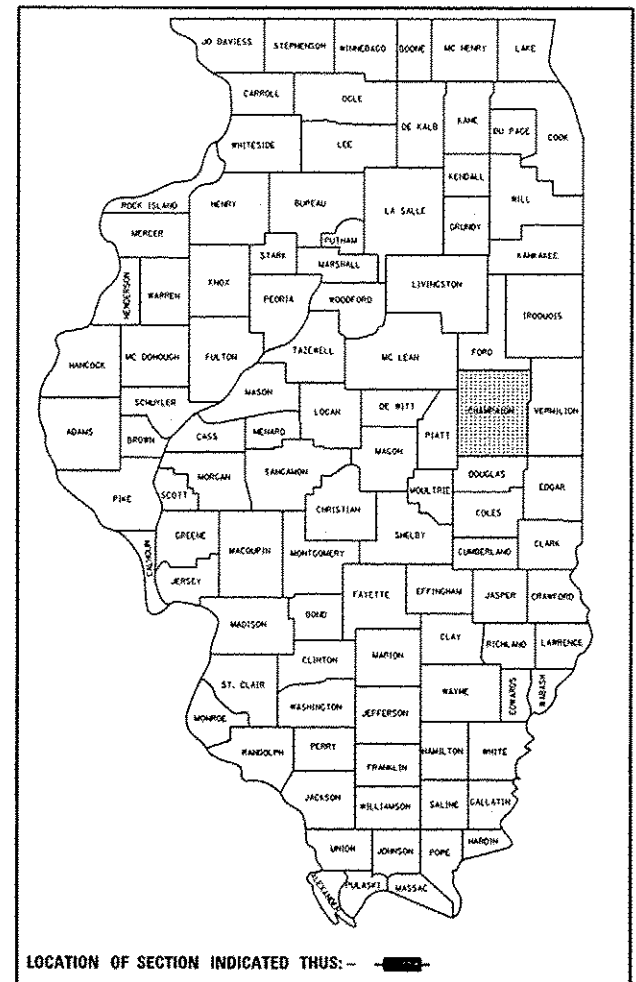 JO DAVIESS STEPHENSON WINNEBAGO BOONE MC HENRY LAKE
CARROLL OGLE DE KALB KANE DU PAGE COOK
WHITESIDE LEE
KENDALL WILL
ROCK ISLAND HENRY BUREAU LA SALLE GRUNDY
MERCER PUTNAM
STARK MARSHALL KANKAKEE
HENDERSON WARREN KNOX PEORIA WOODFORD LIVINGSTON IROQUOIS
HANCOCK MC DONOUGH FULTON TAZEWELL MC LEAN FORD
SCHUYLER MASON
ADAMS BROWN CASS MENARD LOGAN DE WITT PIATT CHAMPAIGN VERMILION
MACON
PIKE SCOTT MORGAN SANGAMON MOULTRIE DOUGLAS EDGAR
CHRISTIAN COLES
CALHOUN GREENE MACOUPIN MONTGOMERY SHELBY CUMBERLAND CLARK
JERSEY
FAYETTE EFFINGHAM JASPER CRAWFORD
MADISON BOND
CLAY RICHLAND LAWRENCE
CLINTON MARION
ST. CLAIR WAYNE EDWARDS WABASH
WASHINGTON JEFFERSON
MONROE
RANDOLPH PERRY HAMILTON WHITE
FRANKLIN
JACKSON WILLIAMSON SALINE GALLATIN
UNION JOHNSON POPE HARDIN
ALEXANDER PULASKI MASSAC
LOCATION OF SECTION INDICATED THUS: -